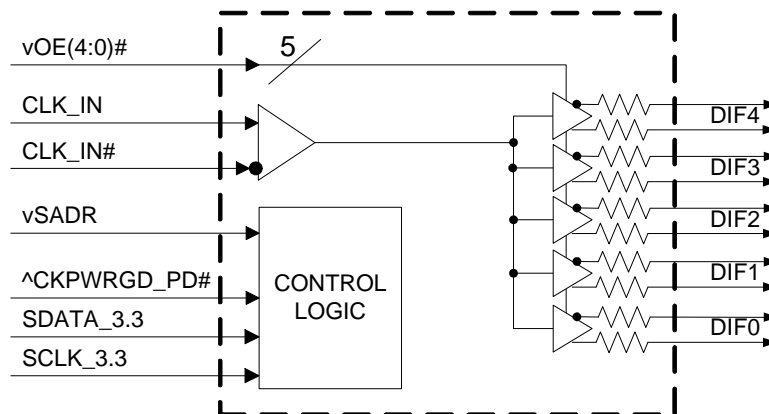 vOE(4:0)#
5
CLK_IN
CLK_IN#
vSADR
^CKPWRGD_PD#
SDATA_3.3
SCLK_3.3
CONTROL
LOGIC
DIF4
DIF3
DIF2
DIF1
DIF0